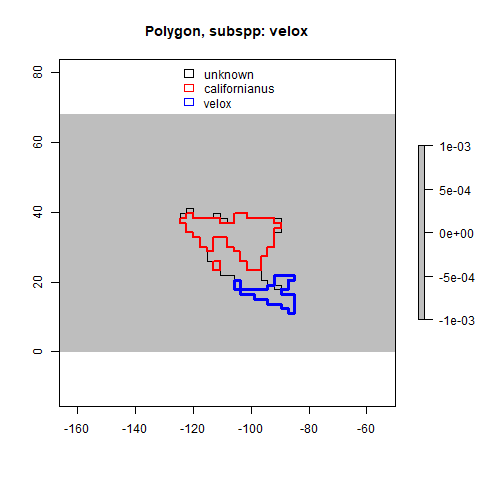 Polygon, subspp: velox
unknown
californianus
velox
80
60
40
20
0
-160
-140
-120
-100
-80
-60
1e-03
5e-04
0e+00
-5e-04
-1e-03